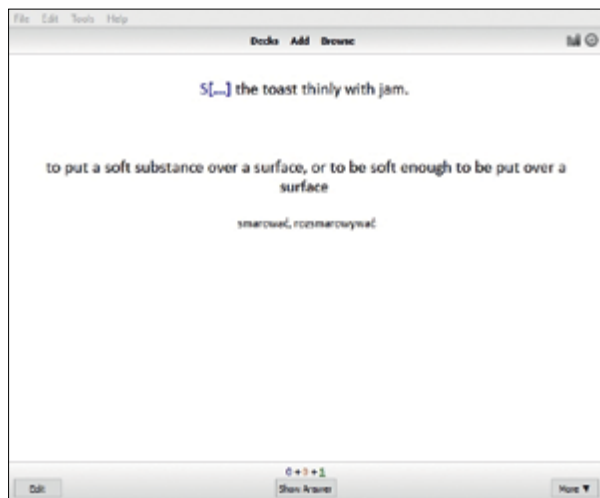 File Edit Tools Help
Decks Add Browse
S[...] the toast thinly with jam.
to put a soft substance over a surface, or to be soft enough to be put over a
surface
smarować, rozsmarowywać
0 + 0 + 1
Edit Show Answer More ▼